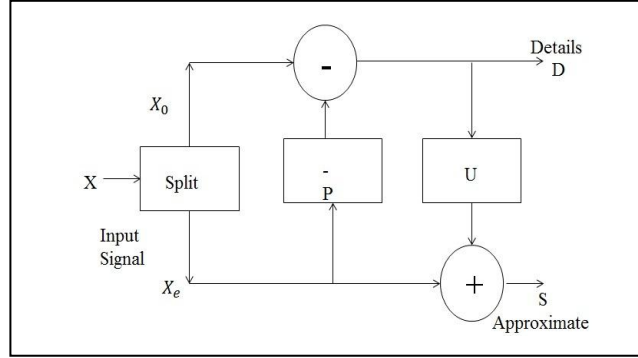 Details
D
-
X₀
X
Split
-
P
U
Input
Signal
Xₑ
+
S
Approximate